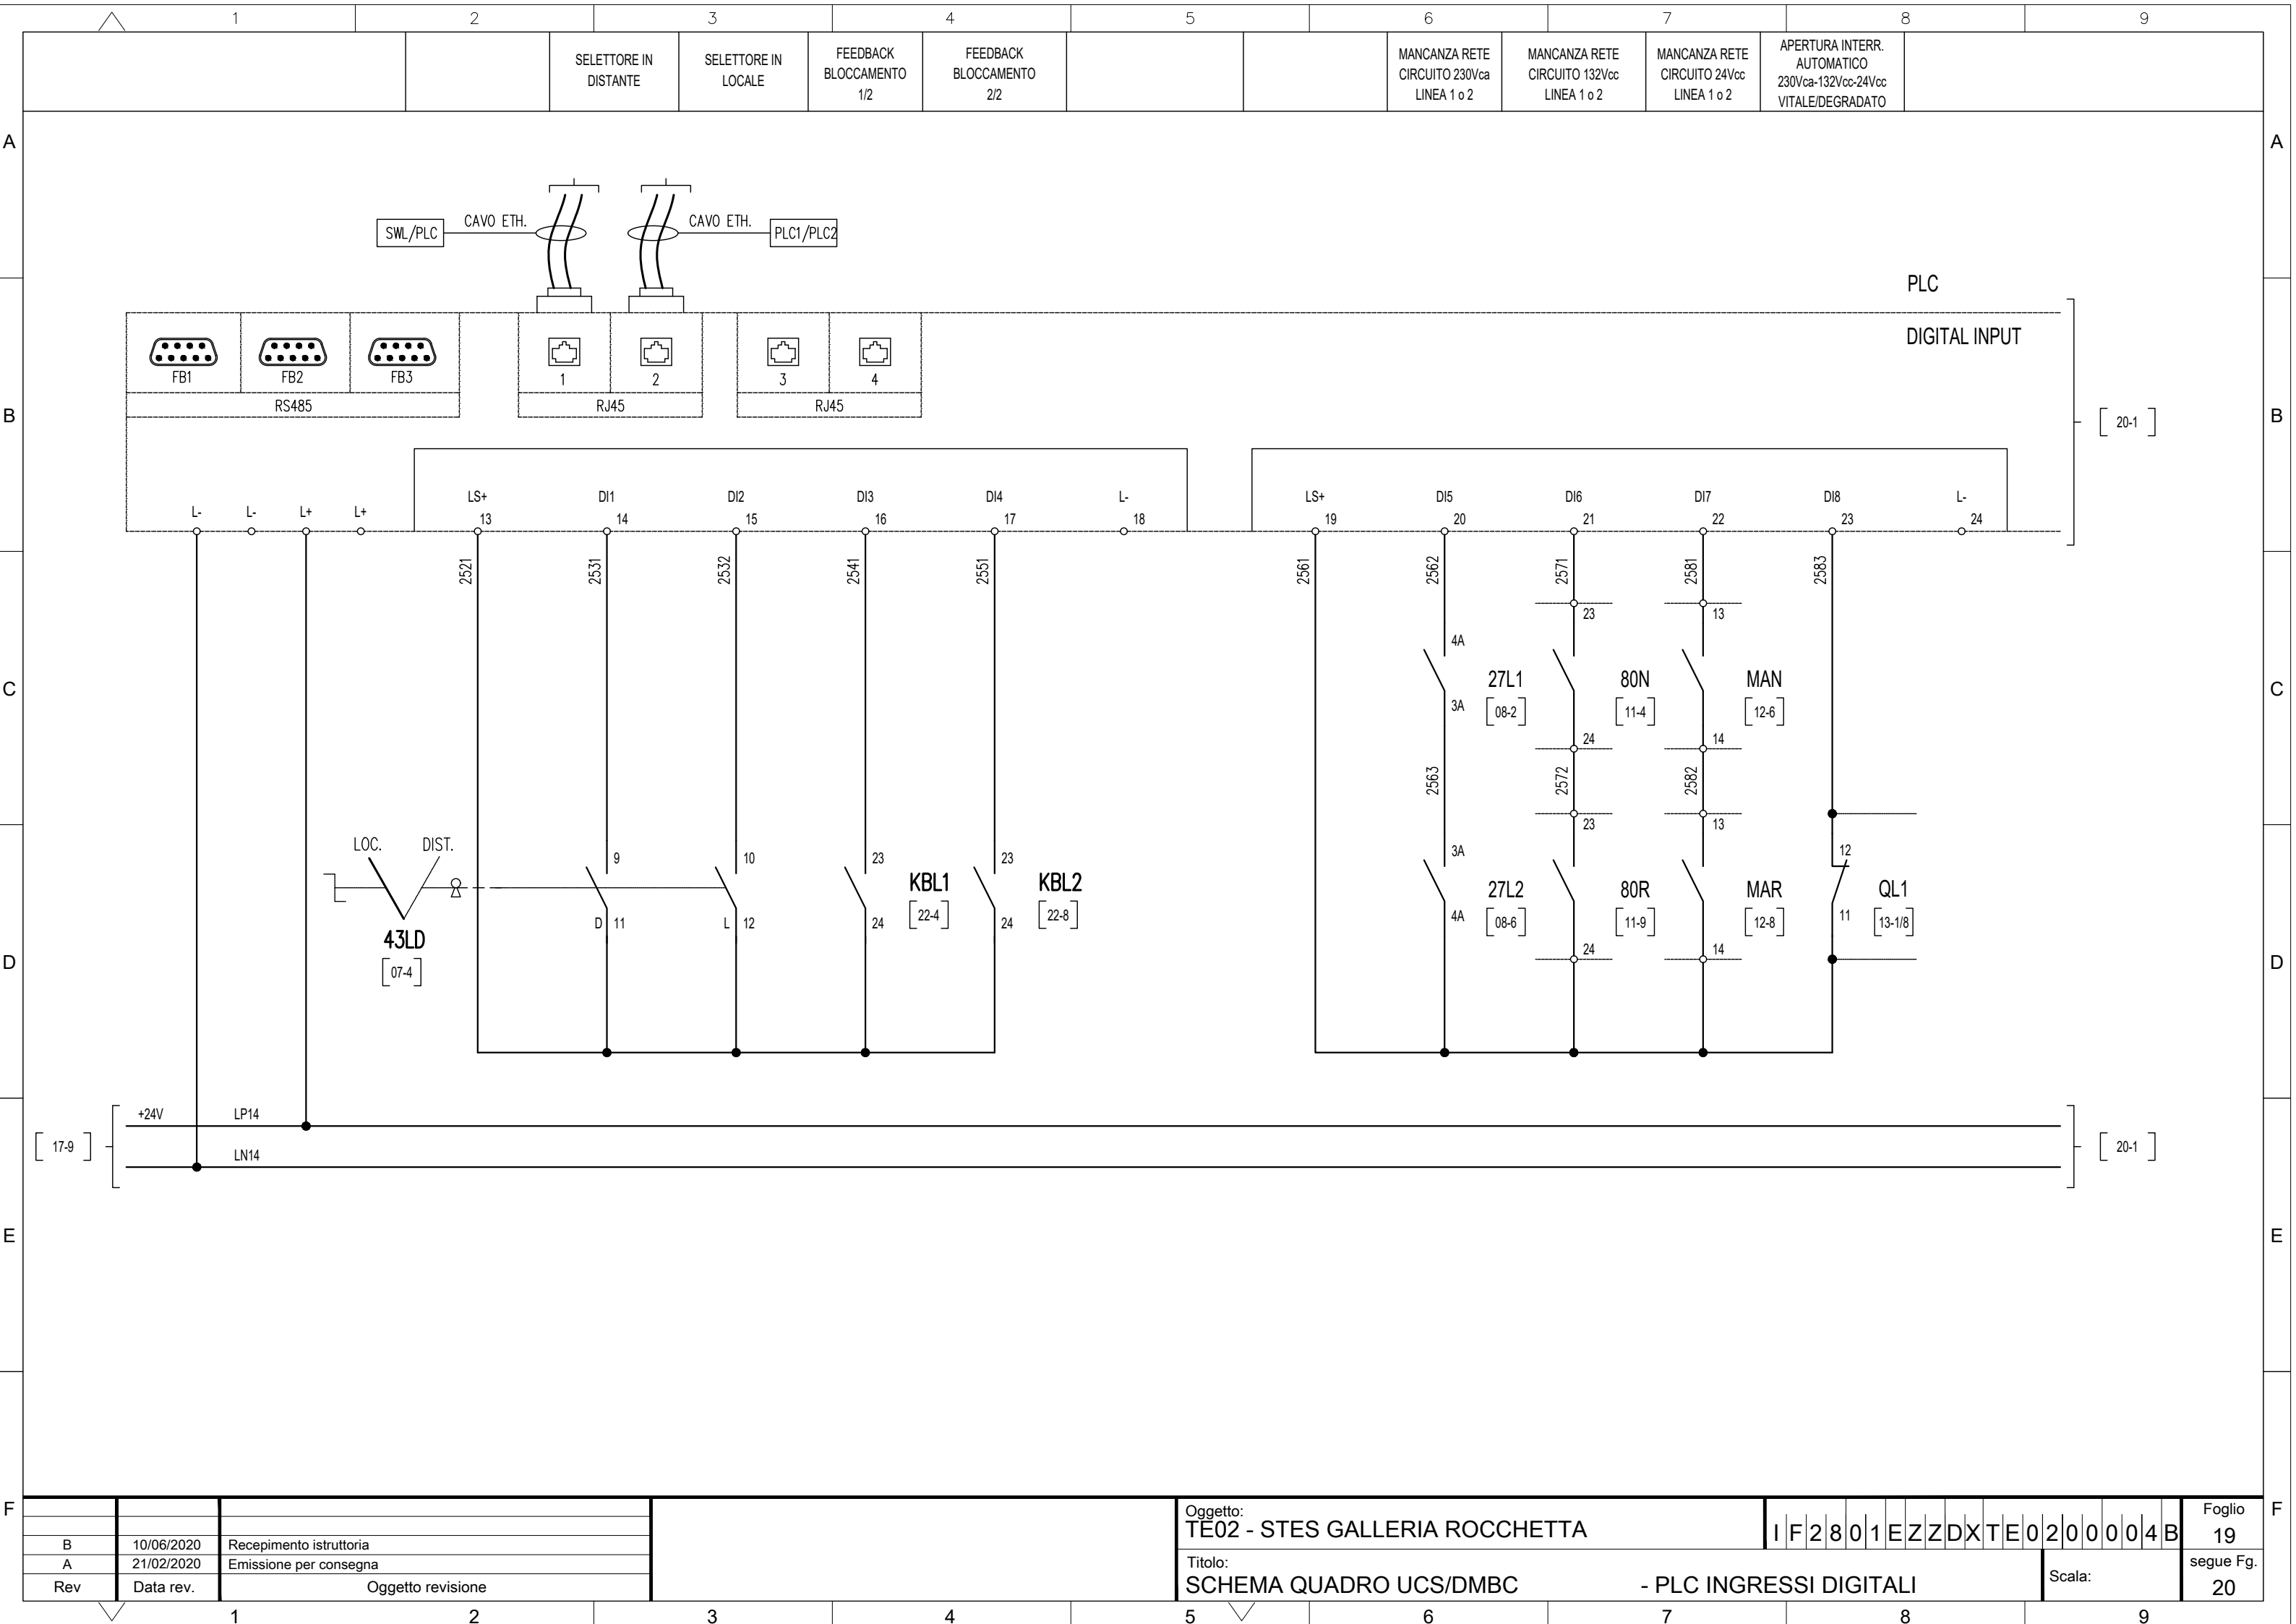 1 2 3 4 5 6 7 8 9
SELETTORE IN
DISTANTE
SELETTORE IN
LOCALE
FEEDBACK
BLOCCAMENTO
1/2
FEEDBACK
BLOCCAMENTO
2/2
MANCANZA RETE
CIRCUITO 230Vca
LINEA 1 o 2
MANCANZA RETE
CIRCUITO 132Vcc
LINEA 1 o 2
MANCANZA RETE
CIRCUITO 24Vcc
LINEA 1 o 2
APERTURA INTERR.
AUTOMATICO
230Vca-132Vcc-24Vcc
VITALE/DEGRADATO
A A
SWL/PLC CAVO ETH. CAVO ETH. PLC1/PLC2
PLC
DIGITAL INPUT
FB1 FB2 FB3 1 2 3 4
RS485 RJ45 RJ45
B B
20-1
L- L- L+ L+
LS+ DI1 DI2 DI3 DI4 L- LS+ DI5 DI6 DI7 DI8 L-
13 14 15 16 17 18 19 20 21 22 23 24
2521 2531 2532 2541 2551 2561 2562 2571 2581 2583
23 13
4A
27L1 80N MAN
C C
3A 08-2 11-4 12-6
24 14
2563 2572 2582
23 13
LOC. DIST.
9 10 23 23 3A 12
KBL1 KBL2 27L2 80R MAR QL1
22-4 22-8 08-6 11-9 12-8 13-1/8
D 11 L 12 24 24 4A 11
43LD
07-4
24 14
D D
+24V LP14
17-9 20-1
LN14
E E
F F
B 10/06/2020 Recepimento istruttoria
A 21/02/2020 Emissione per consegna
Rev Data rev. Oggetto revisione
Oggetto:
TE02 - STES GALLERIA ROCCHETTA
IF2801EZZDXTE0200004B
Foglio
19
Titolo:
SCHEMA QUADRO UCS/DMBC - PLC INGRESSI DIGITALI
Scala:
segue Fg.
20
1 2 3 4 5 6 7 8 9